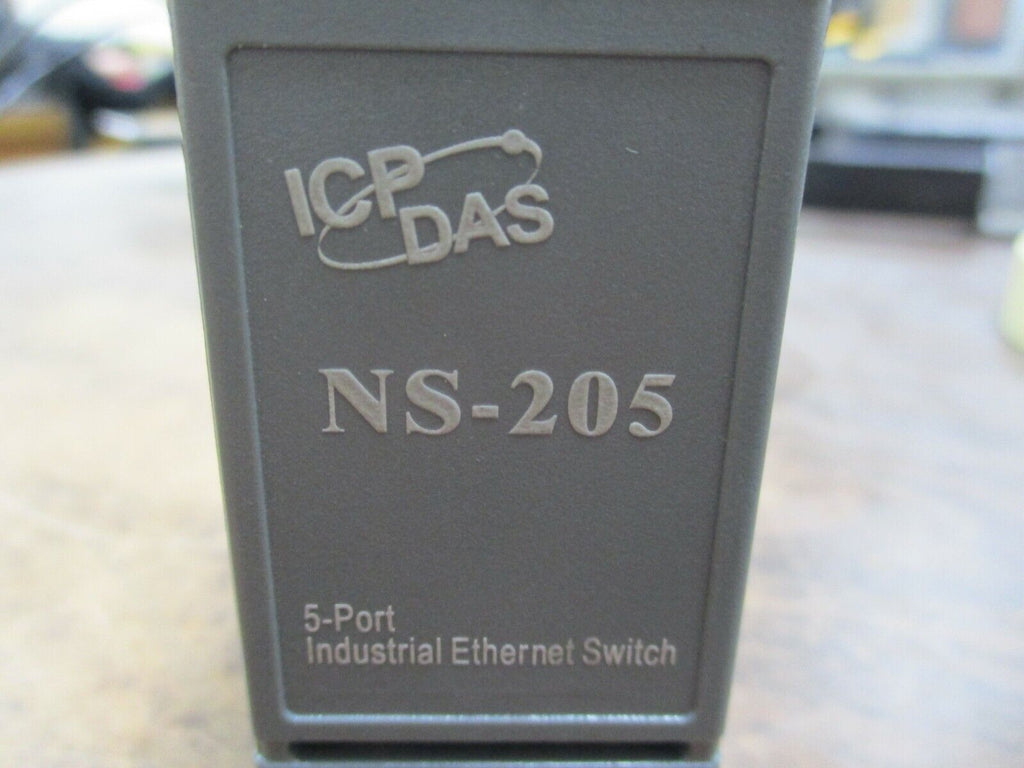 ICP
DAS
NS-205
5-Port
Industrial Ethernet Switch